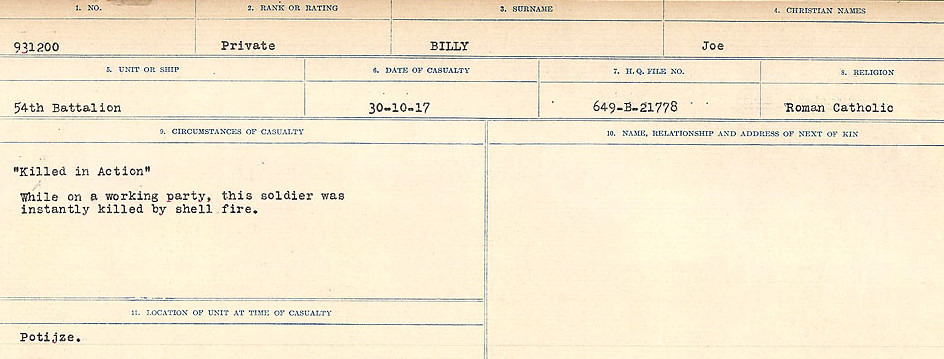 1. NO. 2. RANK OR RATING 3. SURNAME 4. CHRISTIAN NAMES
931200 Private BILLY Joe
5. UNIT OR SHIP 6. DATE OF CASUALTY 7. H.Q. FILE NO. 8. RELIGION
54th Battalion 30-10-17 649-B-21778 Roman Catholic
9. CIRCUMSTANCES OF CASUALTY 10. NAME, RELATIONSHIP AND ADDRESS OF NEXT OF KIN
"Killed in Action"
While on a working party, this soldier was
instantly killed by shell fire.
11. LOCATION OF UNIT AT TIME OF CASUALTY
Potijze.